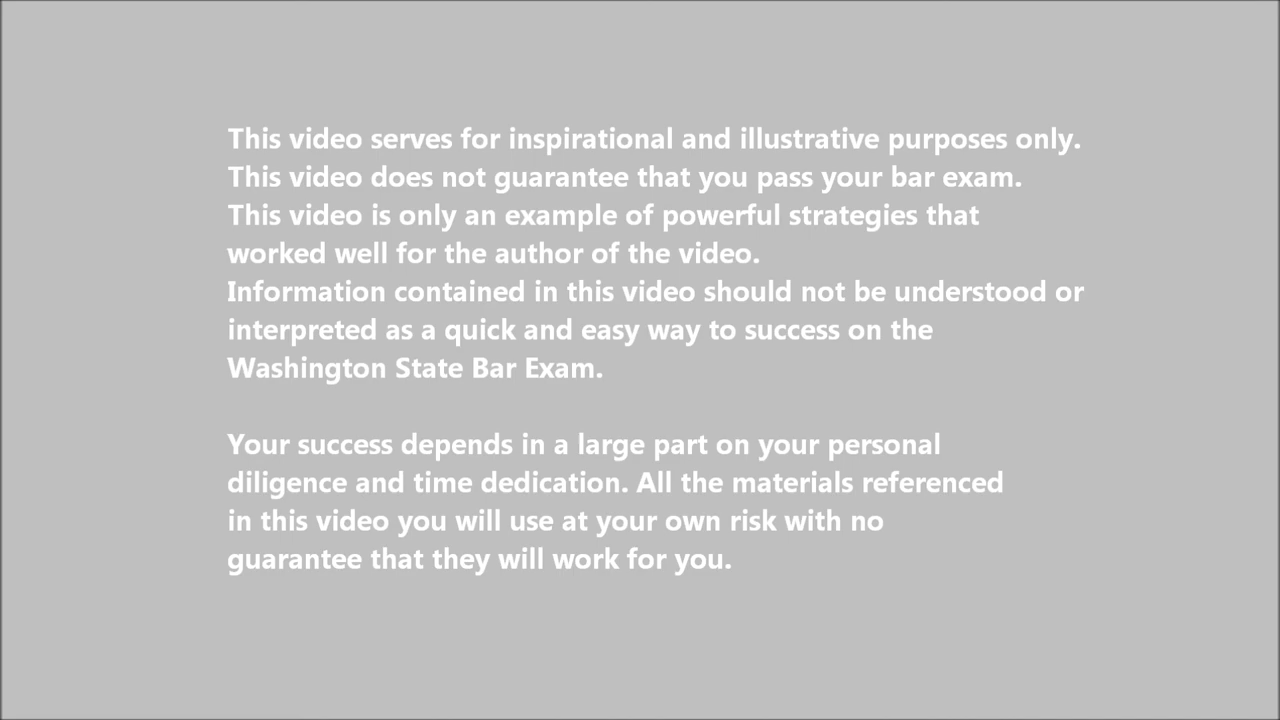 This video serves for inspirational and illustrative purposes only.
This video does not guarantee that you pass your bar exam.
This video is only an example of powerful strategies that
worked well for the author of the video.
Information contained in this video should not be understood or
interpreted as a quick and easy way to success on the
Washington State Bar Exam.
Your success depends in a large part on your personal
diligence and time dedication. All the materials referenced
in this video you will use at your own risk with no
guarantee that they will work for you.